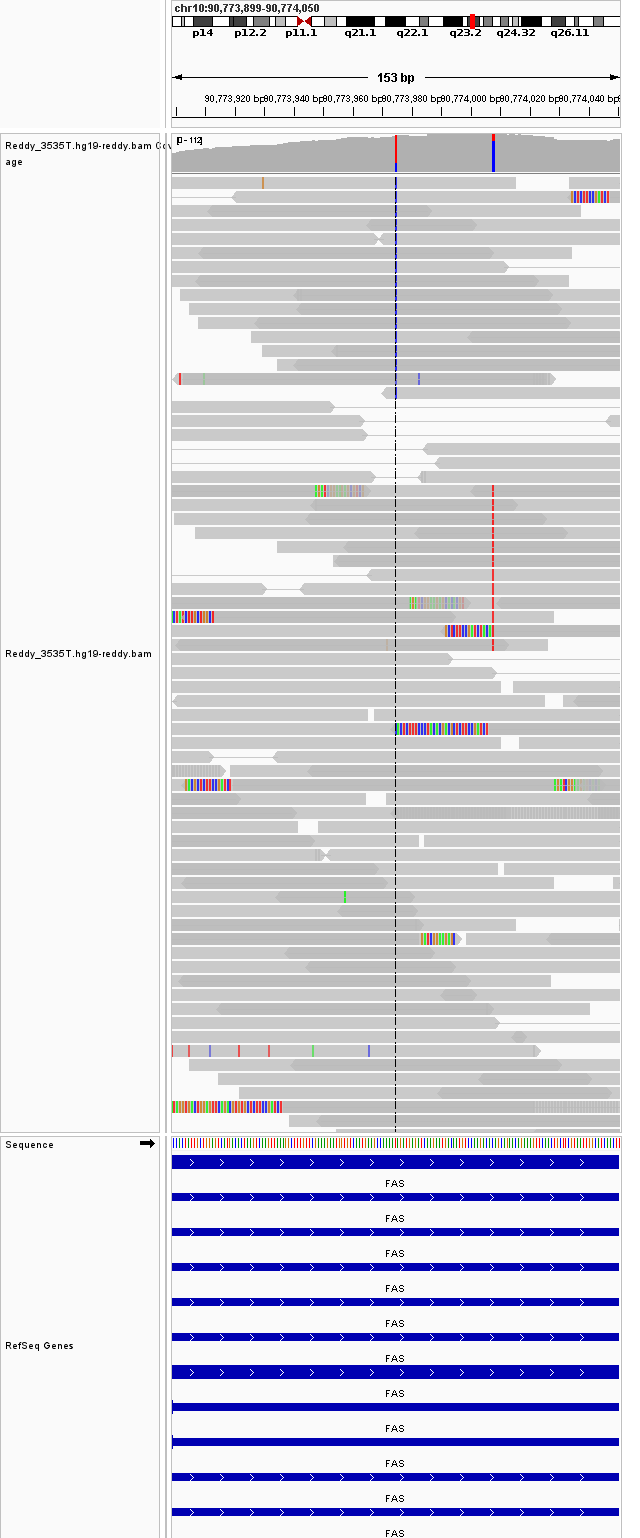 chr10:90,773,899-90,774,050
p14 p12.2 p11.1 q21.1 q22.1 q23.2 q24.32 q26.11
153 bp
90,773,920 bp 90,773,940 bp 90,773,960 bp 90,773,980 bp 90,774,000 bp 90,774,020 bp 90,774,040 b
Reddy_3535T.hg19-reddy.bam Cov
age
[0 - 112]
Reddy_3535T.hg19-reddy.bam
Sequence
FAS
FAS
FAS
FAS
FAS
RefSeq Genes
FAS
FAS
FAS
FAS
FAS
FAS